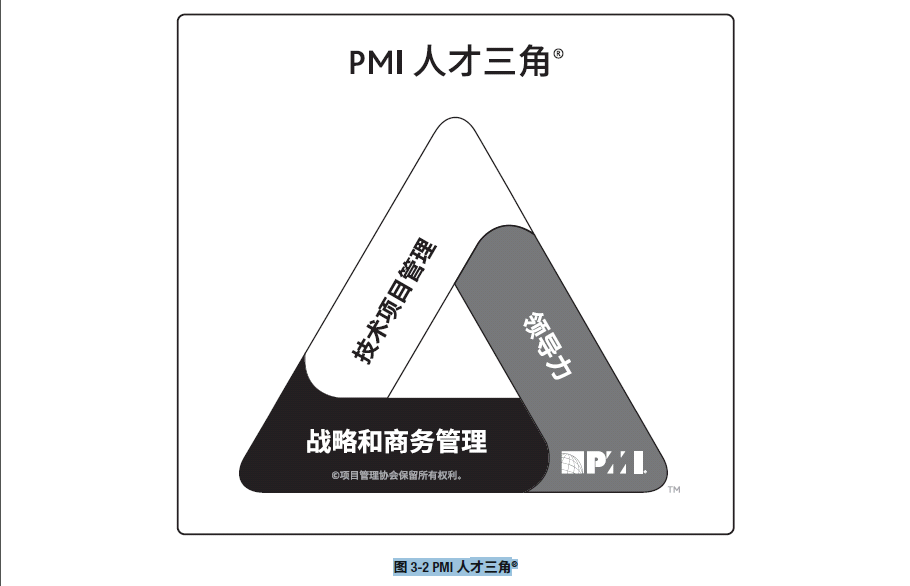 PMI 人才三角®
技术项目管理
领导力
战略和商务管理
©项目管理协会保留所有权利。
PMI.
TM
图 3-2 PMI 人才三角®